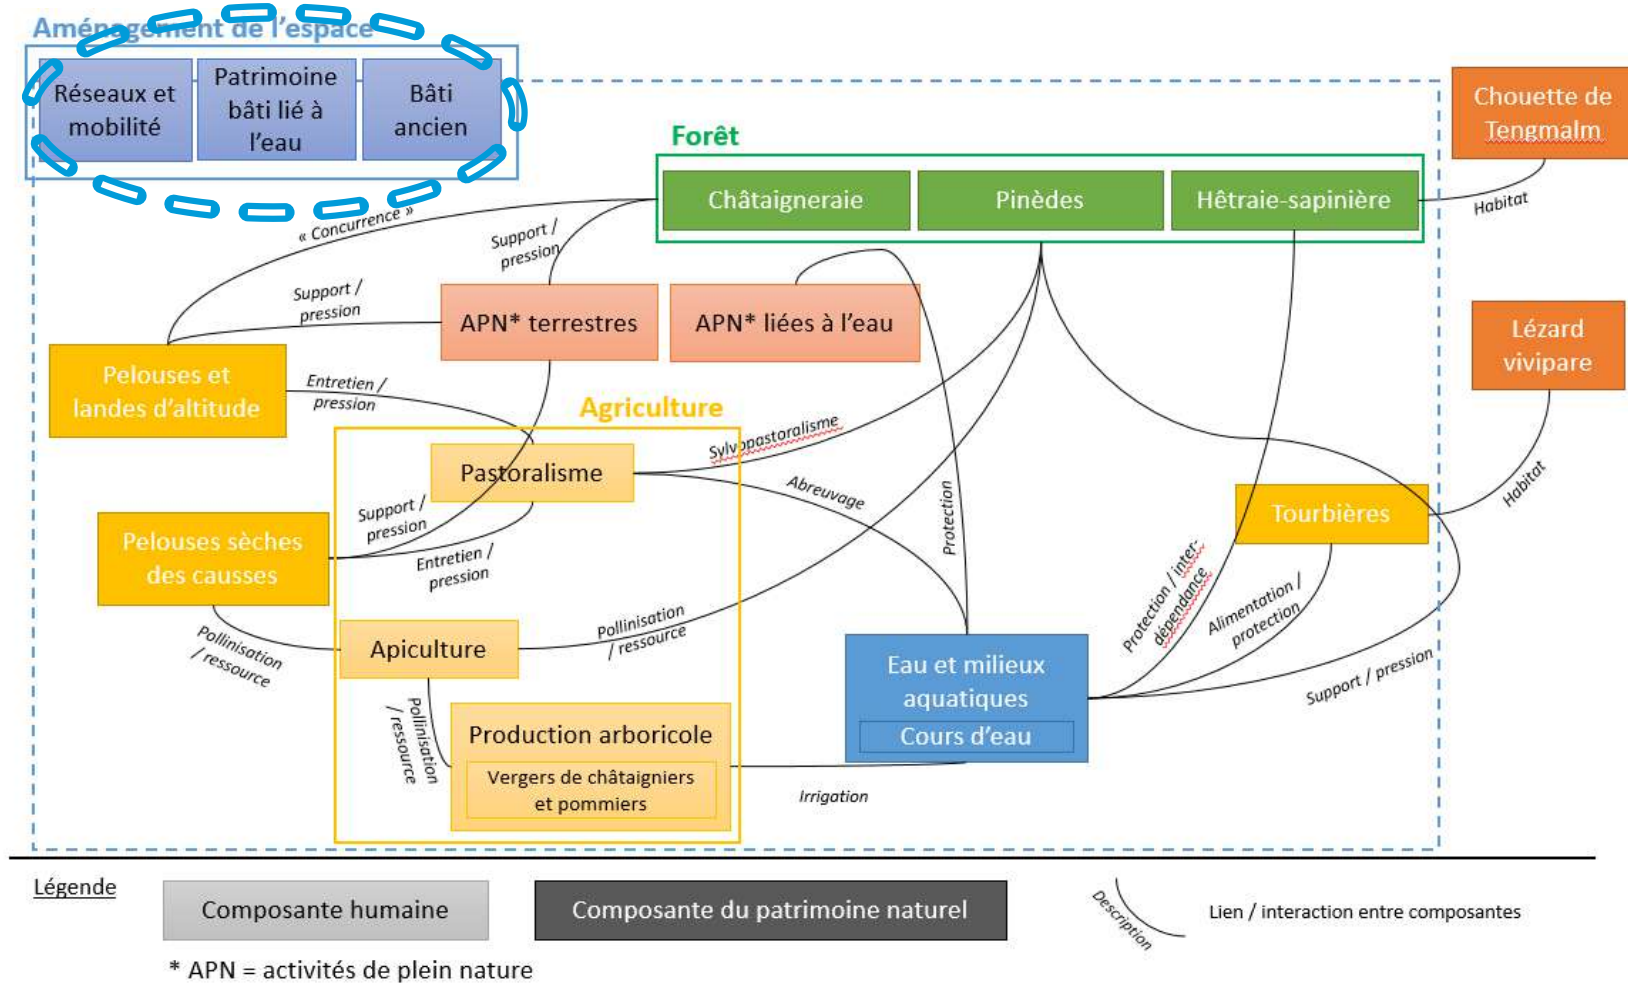 Aménagement de l'espace
Réseaux et
mobilité
Patrimoine
bâti lié à
l'eau
Bâti
ancien
Chouette de
Tengmalm
Forêt
Châtaigneraie
Pinèdes
Hêtraie-sapinière
Habitat
« Concurrence »
Support /
pression
Support /
pression
APN* terrestres
APN* liées à l'eau
Lézard
vivipare
Pelouses et
landes d'altitude
Entretien /
pression
Agriculture
Sylvopastoralisme
Pastoralisme
Abreuvage
Habitat
Support /
pression
Protection
Tourbières
Pelouses sèches
des causses
Entretien /
pression
Protection / inter-
dépendance
Alimentation /
protection
Pollinisation
/ ressource
Pollinisation
/ ressource
Apiculture
Eau et milieux
aquatiques
Cours d'eau
Support / pression
Pollinisation
/ ressource
Production arboricole
Vergers de châtaigniers
et pommiers
Irrigation
Légende
Composante humaine
Composante du patrimoine naturel
Description
Lien / interaction entre composantes
* APN = activités de plein nature